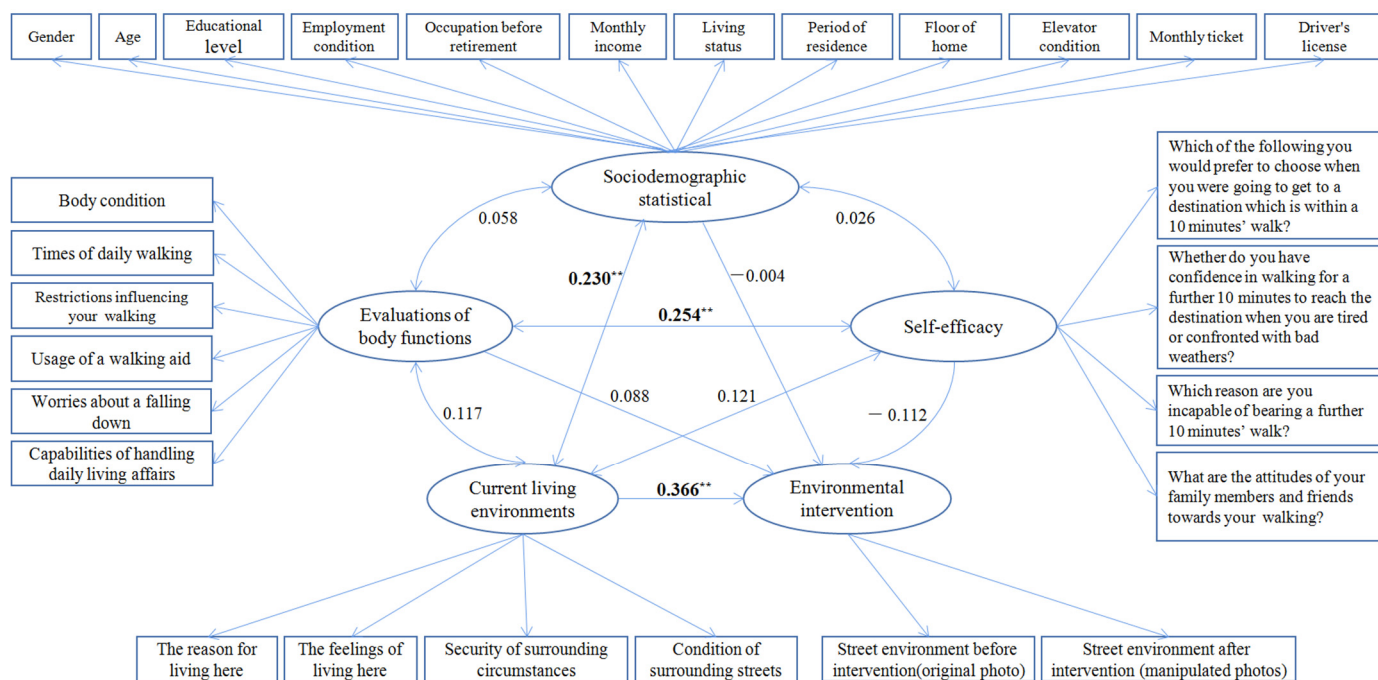 Gender
Age
Educational
level
Employment
condition
Occupation before
retirement
Monthly
income
Living
status
Period of
residence
Floor of
home
Elevator
condition
Monthly ticket
Driver's
license
Sociodemographic
statistical
Body condition
Times of daily walking
Restrictions influencing
your walking
Usage of a walking aid
Worries about a falling
down
Capabilities of handling
daily living affairs
0.058
0.026
0.230**
－0.004
Evaluations of
body functions
0.254**
Self-efficacy
0.117
0.088
0.121
－0.112
Current living
environments
0.366**
Environmental
intervention
Which of the following you
would prefer to choose when
you were going to get to a
destination which is within a
10 minutes’ walk?
Whether do you have
confidence in walking for a
further 10 minutes to reach the
destination when you are tired
or confronted with bad
weathers?
Which reason are you
incapable of bearing a further
10 minutes’ walk?
What are the attitudes of your
family members and friends
towards your walking?
The reason for
living here
The feelings of
living here
Security of surrounding
circumstances
Condition of
surrounding streets
Street environment before
intervention(original photo)
Street environment after
intervention (manipulated photos)